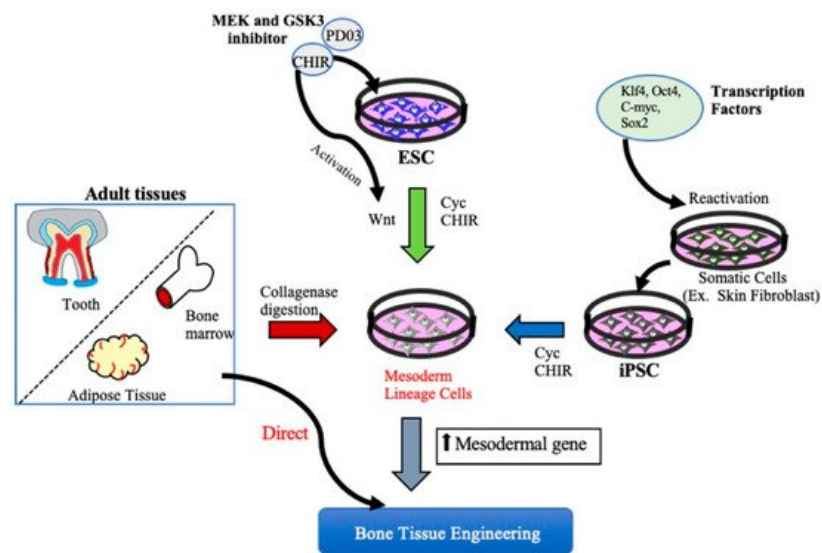 MEK and GSK3
inhibitor
PD03
CHIR
ESC
Activation
Wnt
Cyc
CHIR
Klf4, Oct4,
C-myc,
Sox2
Transcription
Factors
Reactivation
Somatic Cells
(Ex. Skin Fibroblast)
iPSC
Cyc
CHIR
Adult tissues
Tooth
Bone
marrow
Adipose Tissue
Collagenase
digestion
Mesoderm
Lineage Cells
Direct
⬆Mesodermal gene
Bone Tissue Engineering